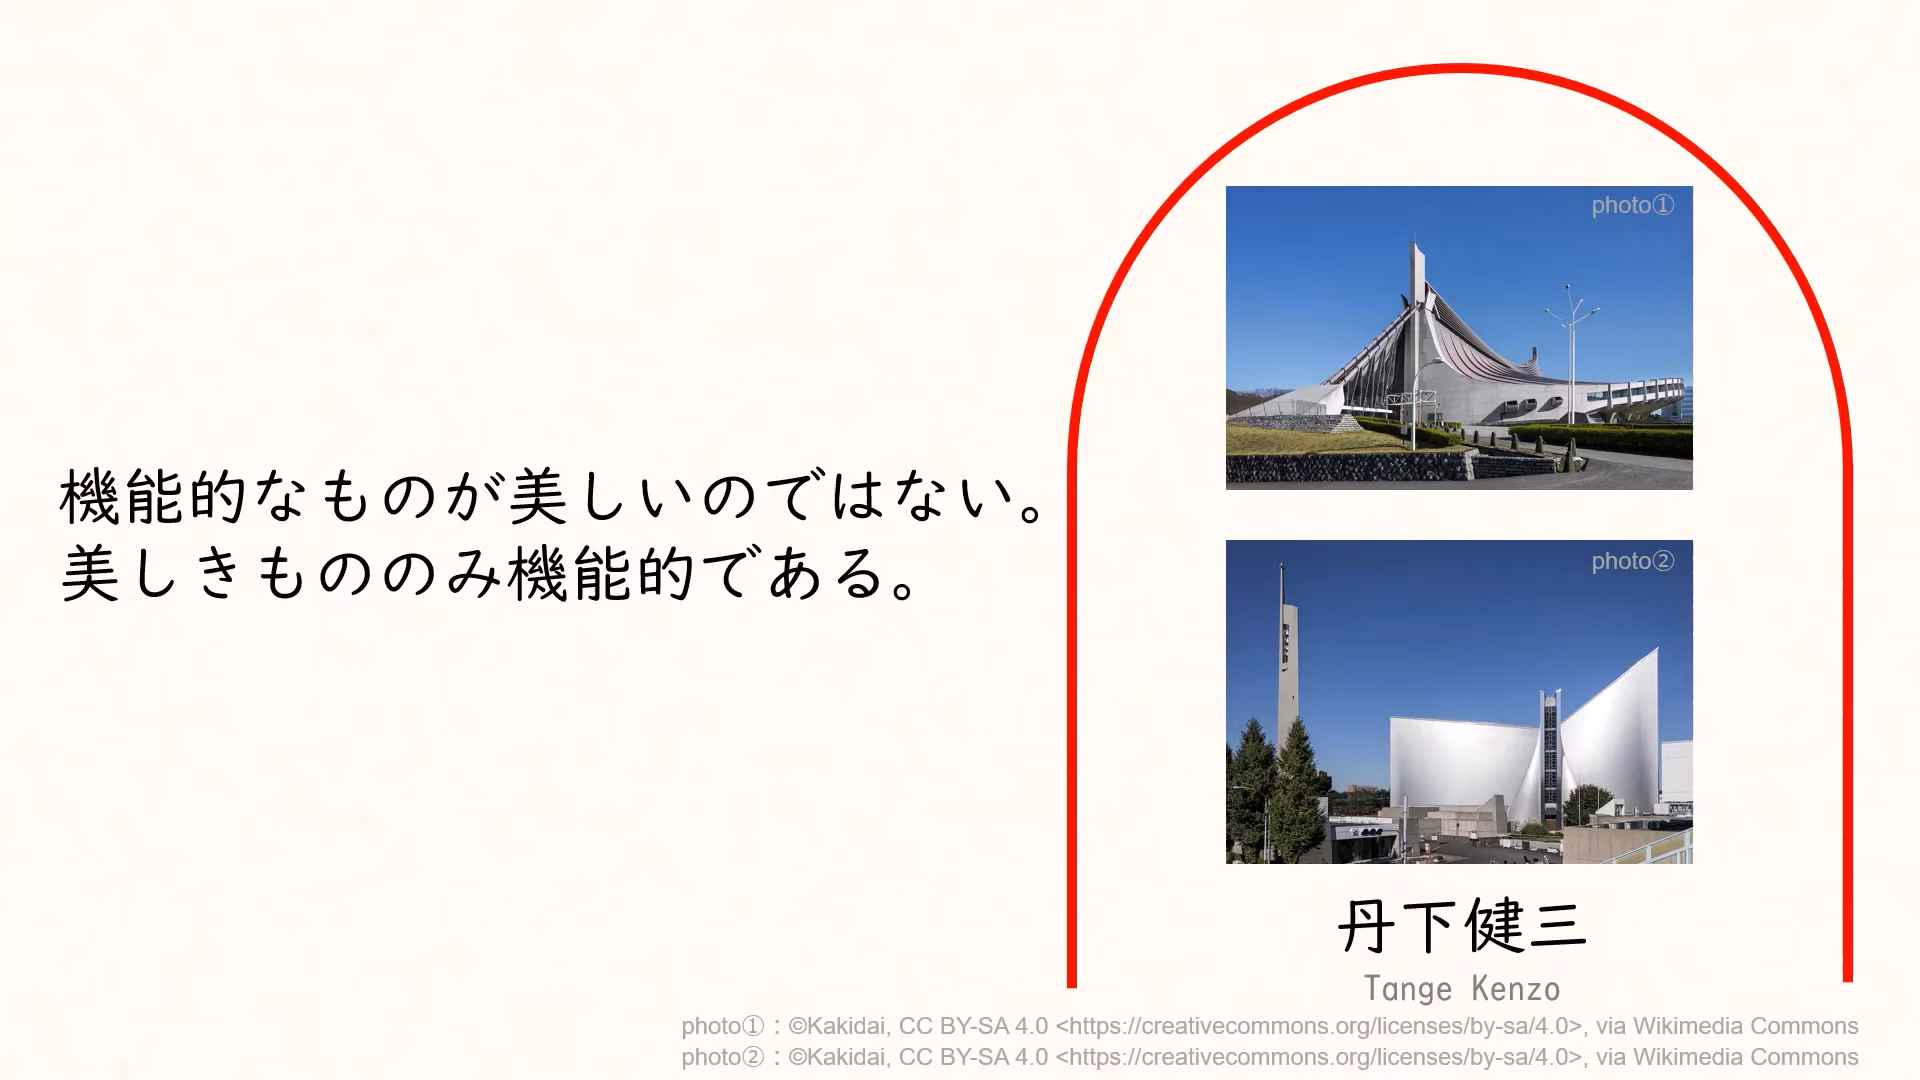 機能的なものが美しいのではない。
美しきもののみ機能的である。
photo①
photo②
丹下健三
Tange Kenzo
photo①：©Kakidai, CC BY-SA 4.0 <https://creativecommons.org/licenses/by-sa/4.0>, via Wikimedia Commons
photo②：©Kakidai, CC BY-SA 4.0 <https://creativecommons.org/licenses/by-sa/4.0>, via Wikimedia Commons